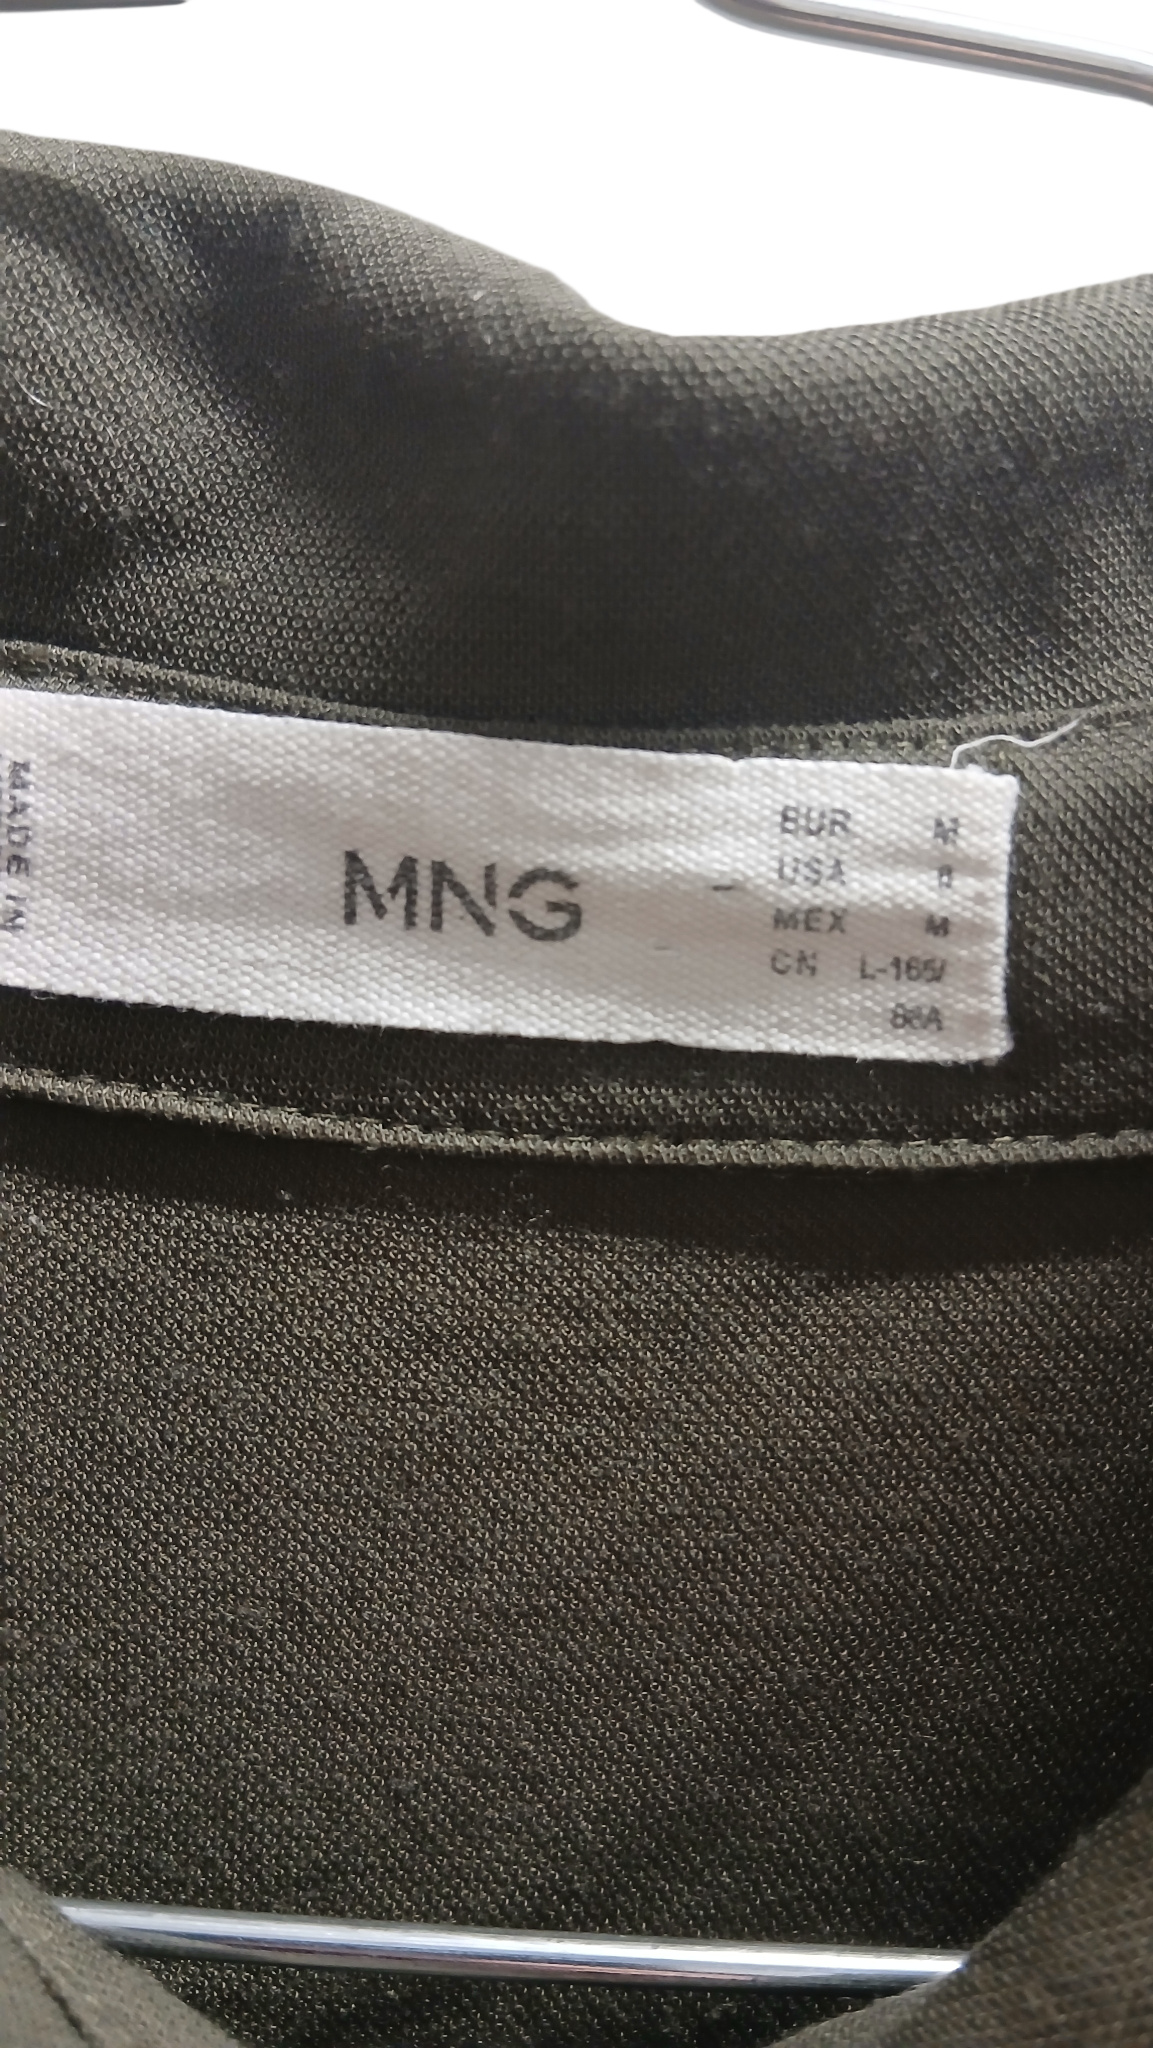 MADE IN
MNG
EUR M
USA
MEX M
CN L-165/
88A